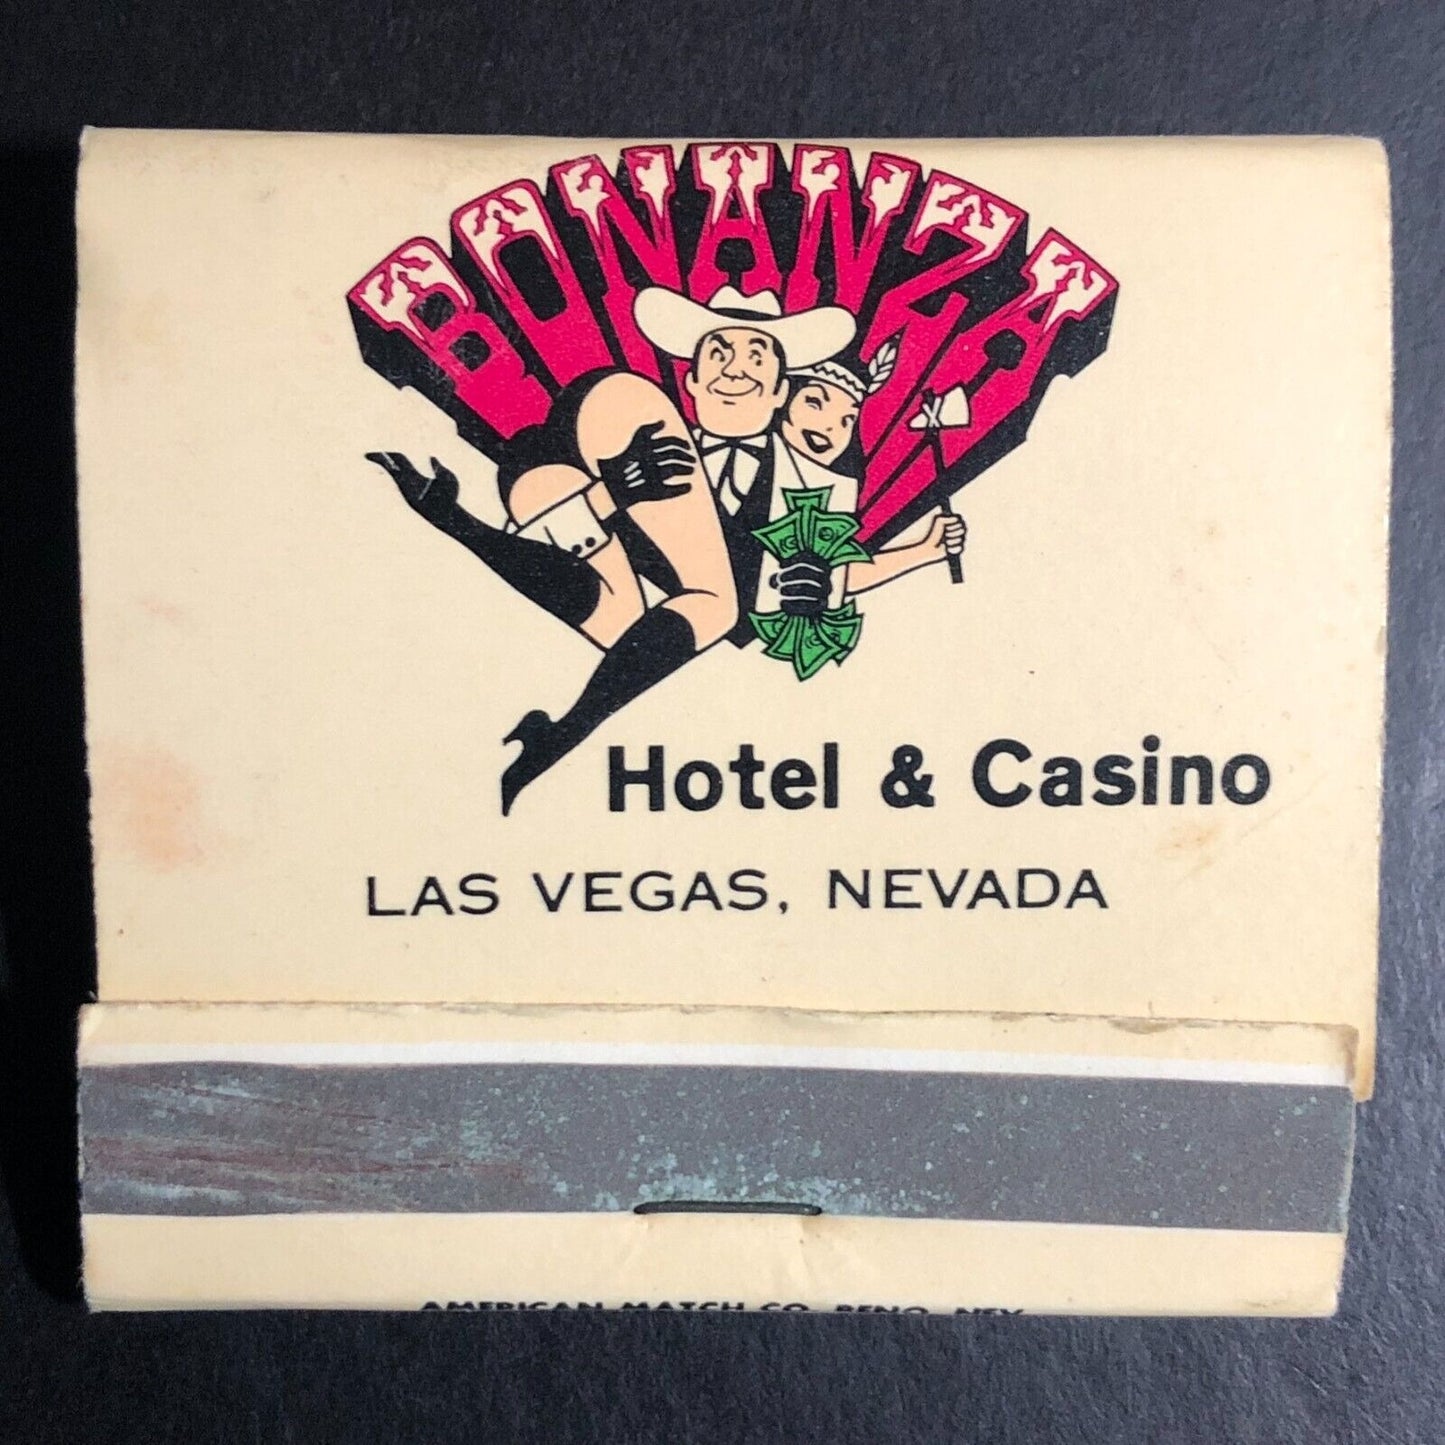 BONANZA
Hotel & Casino
LAS VEGAS, NEVADA
AMERICAN MATCH CO. RENO, NEV.